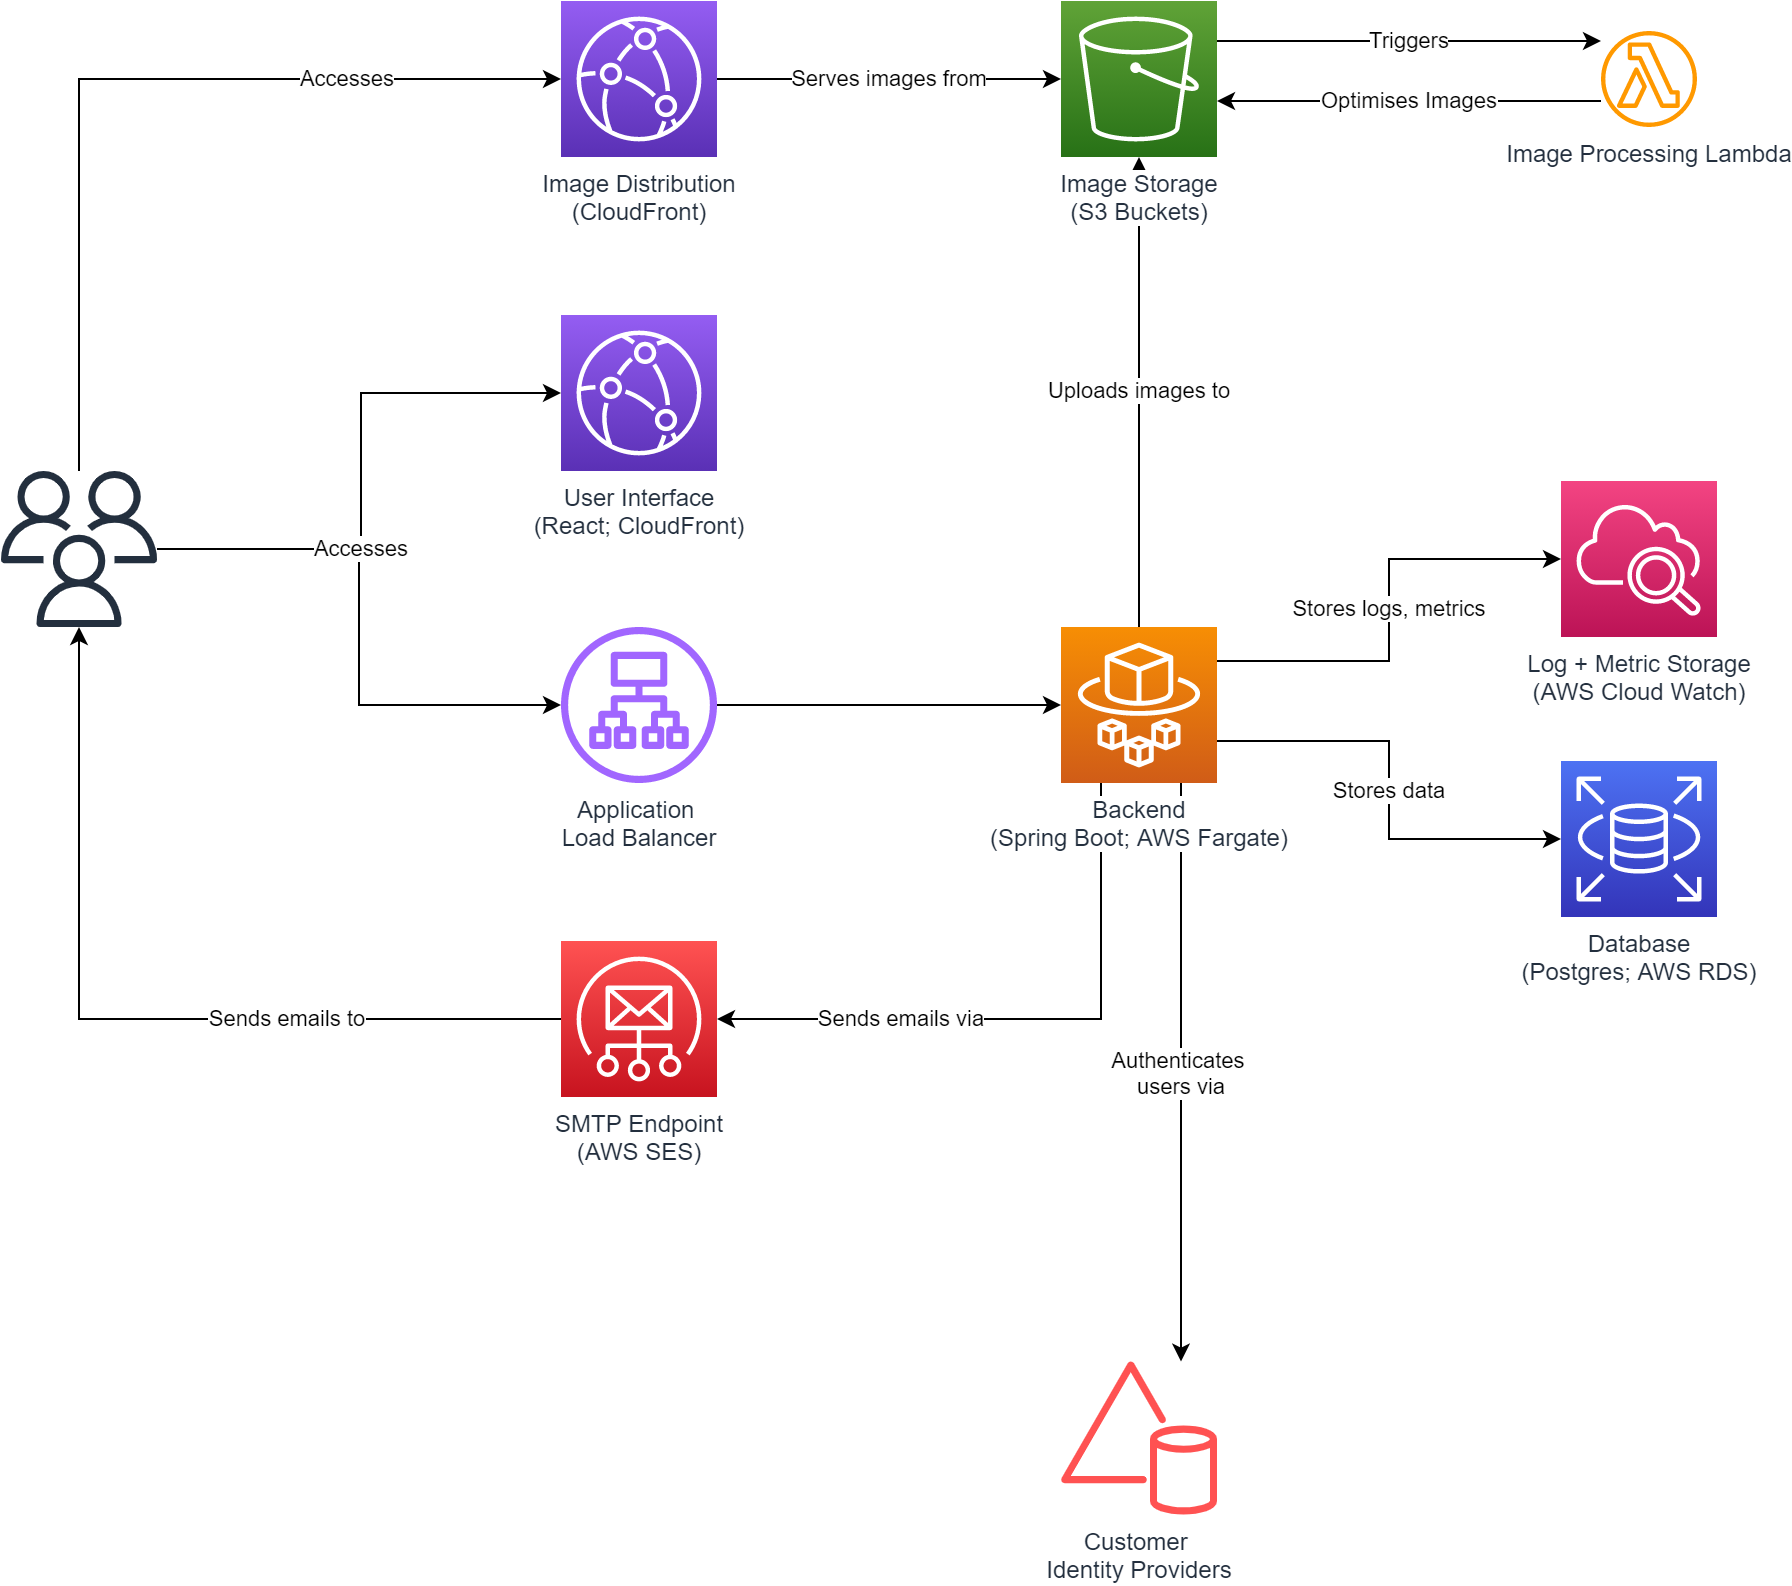 Accesses
Serves images from
Triggers
Optimises Images
Image Processing Lambda
Image Distribution
(CloudFront)
Image Storage
(S3 Buckets)
Uploads images to
User Interface
(React; CloudFront)
Accesses
Stores logs, metrics
Log + Metric Storage
(AWS Cloud Watch)
Application
Load Balancer
Backend
(Spring Boot; AWS Fargate)
Stores data
Database
(Postgres; AWS RDS)
Sends emails to
Sends emails via
Authenticates
users via
SMTP Endpoint
(AWS SES)
Customer
Identity Providers